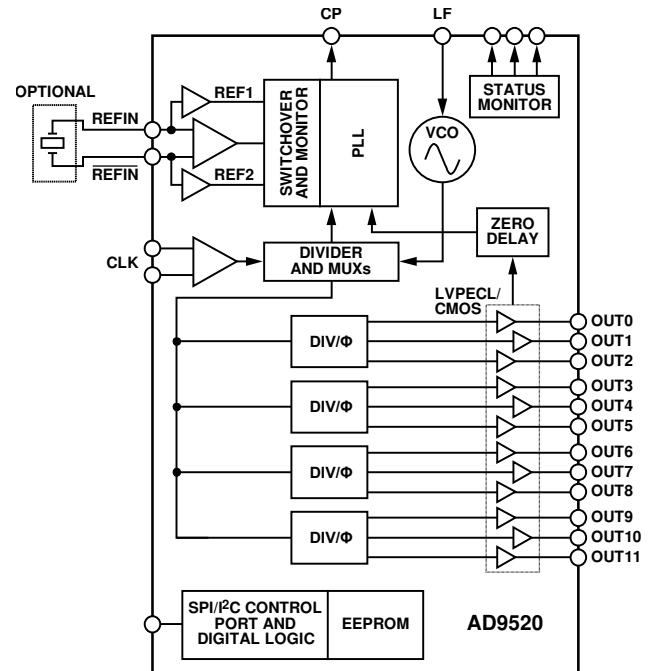 CP
LF
OPTIONAL
REFIN
REFIN
REF1
REF2
SWITCHOVER
AND MONITOR
PLL
VCO
STATUS
MONITOR
ZERO
DELAY
CLK
DIVIDER
AND MUXs
LVPECL/
CMOS
DIV/Φ
OUT0
OUT1
OUT2
DIV/Φ
OUT3
OUT4
OUT5
DIV/Φ
OUT6
OUT7
OUT8
DIV/Φ
OUT9
OUT10
OUT11
SPI/I²C CONTROL
PORT AND
DIGITAL LOGIC
EEPROM
AD9520